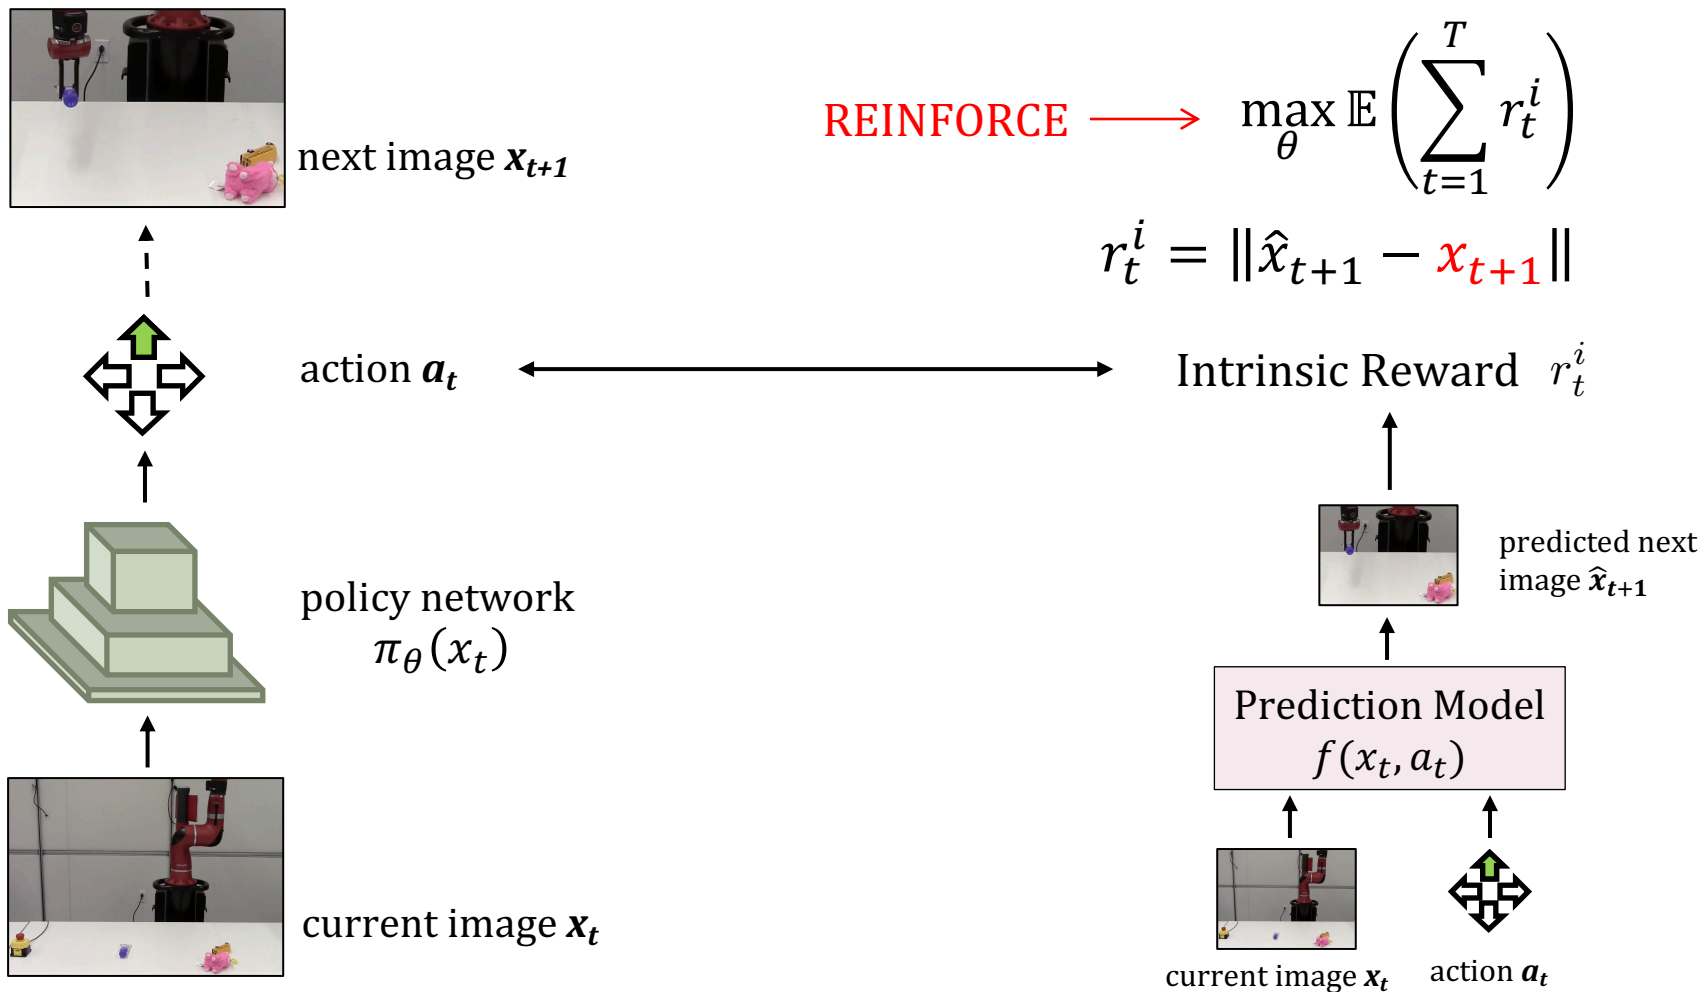 next image x_{t+1}
action a_t
policy network
π_θ(x_t)
current image x_t
REINFORCE
max_θ 𝔼 ( ∑_{t=1}^{T} r_t^i )
r_t^i = ‖x̂_{t+1} − x_{t+1}‖
Intrinsic Reward r_t^i
predicted next
image x̂_{t+1}
Prediction Model
f(x_t, a_t)
current image x_t
action a_t